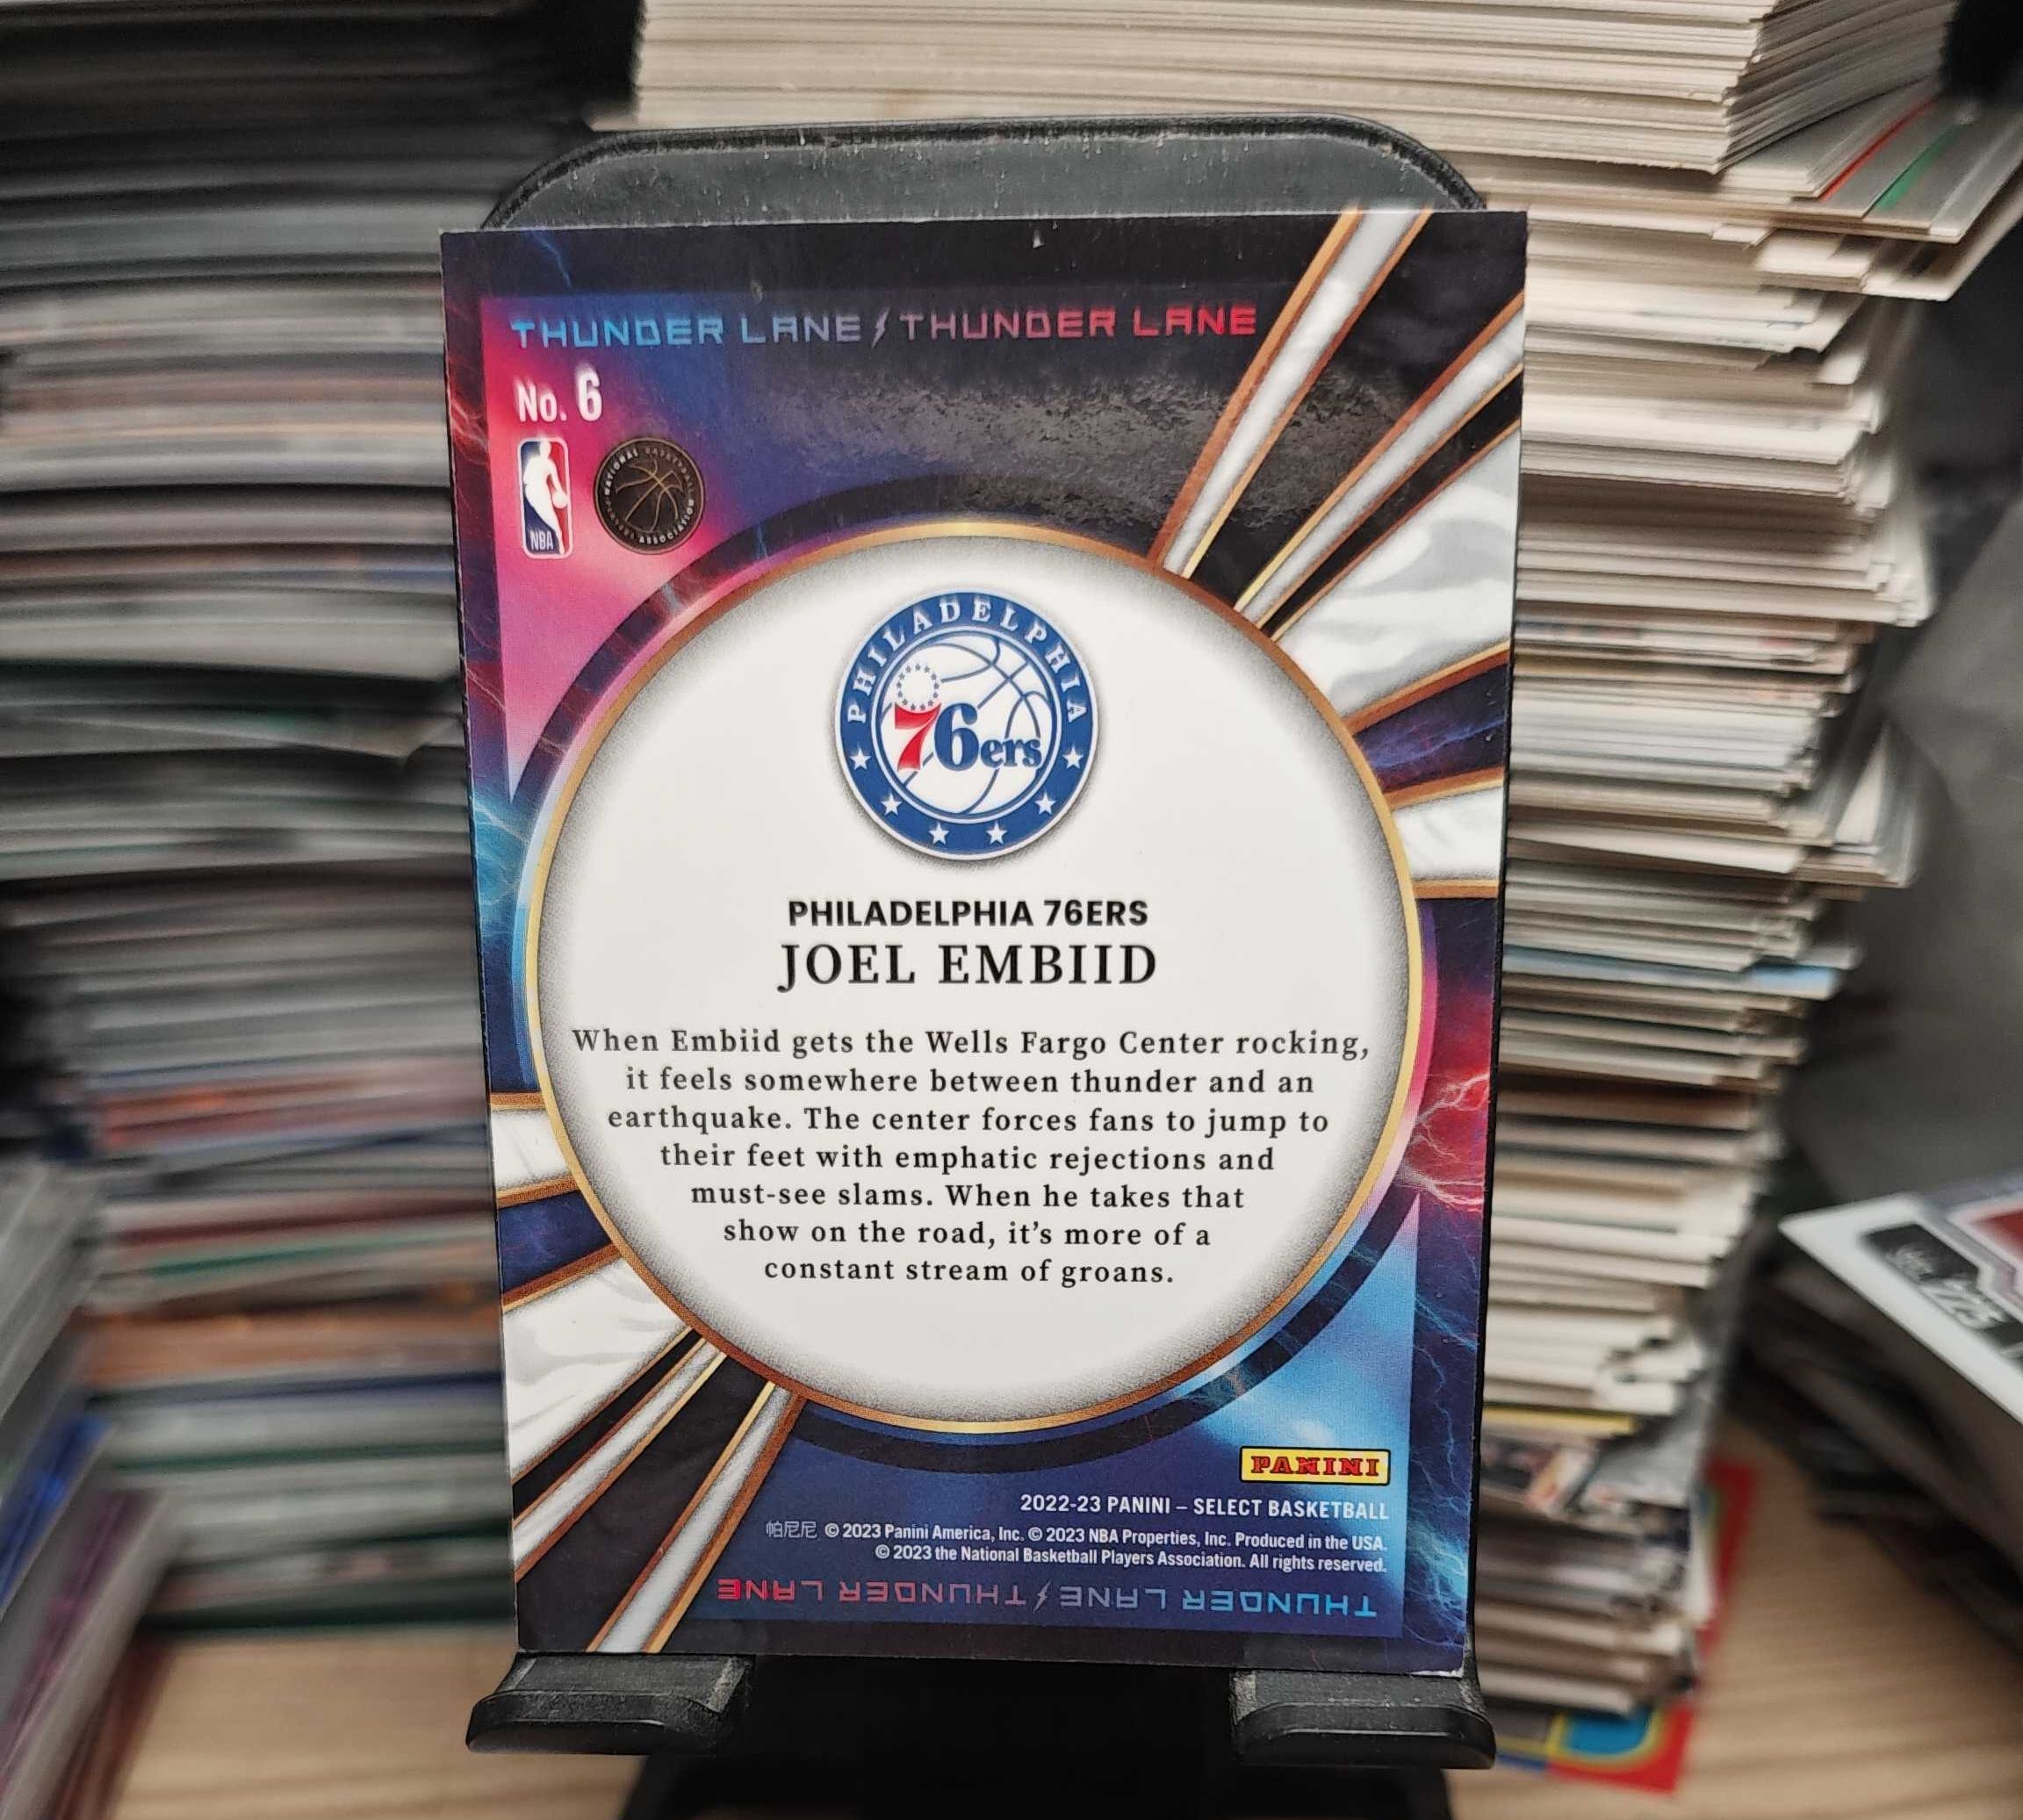 THUNDER LANE THUNDER LANE
No. 6
NBA
NATIONAL BASKETBALL
PLAYERS ASSOCIATION
PHILADELPHIA
76ers
PHILADELPHIA 76ERS
JOEL EMBIID
When Embiid gets the Wells Fargo Center rocking,
it feels somewhere between thunder and an
earthquake. The center forces fans to jump to
their feet with emphatic rejections and
must-see slams. When he takes that
show on the road, it's more of a
constant stream of groans.
PANINI
2022-23 PANINI – SELECT BASKETBALL
帕尼尼 © 2023 Panini America, Inc. © 2023 NBA Properties, Inc. Produced in the USA.
© 2023 the National Basketball Players Association. All rights reserved.
THUNDER LANE THUNDER LANE